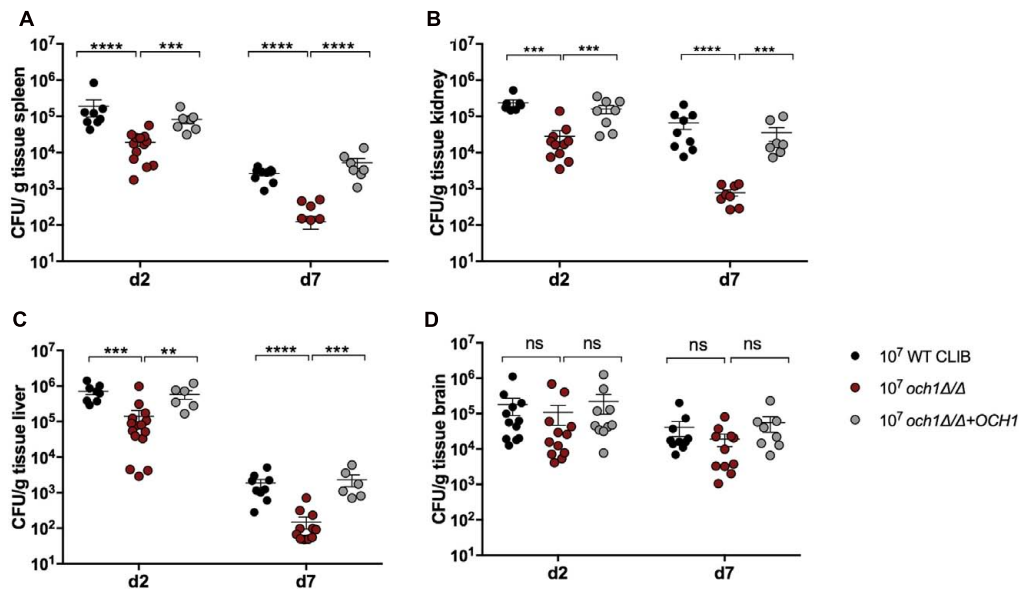 A
CFU/ g tissue spleen
10⁷
10⁶
10⁵
10⁴
10³
10²
10¹
**** *** **** ****
d2 d7
B
CFU/g tissue kidney
10⁷
10⁶
10⁵
10⁴
10³
10²
10¹
*** *** **** ***
d2 d7
C
CFU/g tissue liver
10⁷
10⁶
10⁵
10⁴
10³
10²
10¹
*** ** **** ***
d2 d7
D
CFU/g tissue brain
10⁷
10⁶
10⁵
10⁴
10³
10²
10¹
ns ns ns ns
d2 d7
10⁷ WT CLIB
10⁷ och1Δ/Δ
10⁷ och1Δ/Δ+OCH1